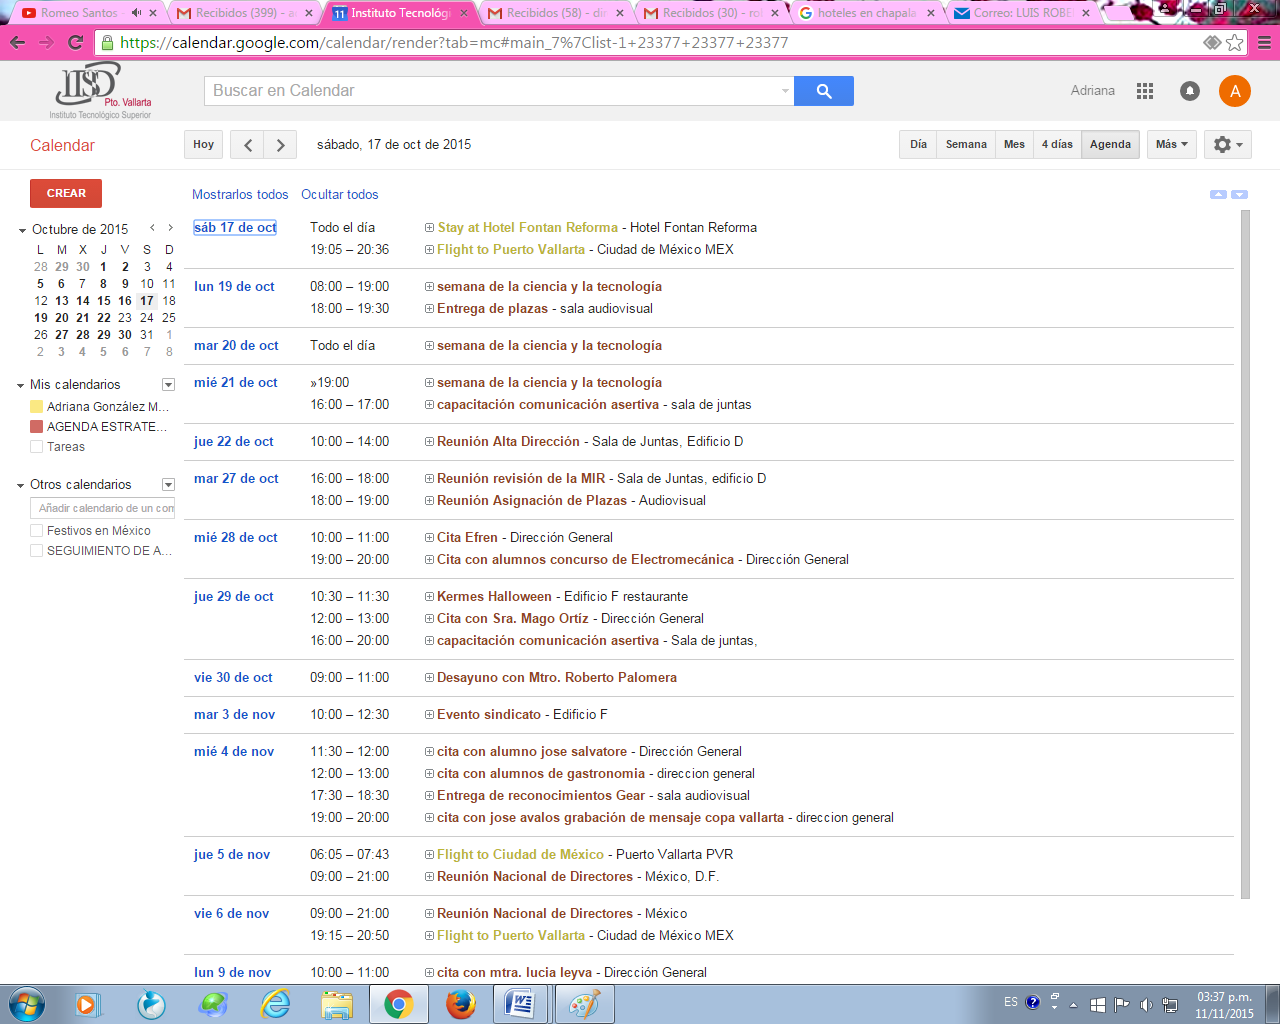 Romeo Santos - Recibidos (399) - a Instituto Tecnológi Recibidos (58) - di Recibidos (30) - ro hoteles en chapala Correo: LUIS ROBE
https://calendar.google.com/calendar/render?tab=mc#main_7%7Clist-1+23377+23377+23377
ITS
Pto. Vallarta
Instituto Tecnológico Superior
Buscar en Calendar
Adriana
A
Calendar
Hoy
sábado, 17 de oct de 2015
Día Semana Mes 4 días Agenda Más
CREAR
Mostrarlos todos Ocultar todos
Octubre de 2015
L M X J V S D
28 29 30 1 2 3 4
5 6 7 8 9 10 11
12 13 14 15 16 17 18
19 20 21 22 23 24 25
26 27 28 29 30 31 1
2 3 4 5 6 7 8
Mis calendarios
Adriana González M...
AGENDA ESTRATE...
Tareas
Otros calendarios
Añadir calendario de un com
Festivos en México
SEGUIMIENTO DE A...
sáb 17 de oct Todo el día Stay at Hotel Fontan Reforma - Hotel Fontan Reforma
19:05 – 20:36 Flight to Puerto Vallarta - Ciudad de México MEX
lun 19 de oct 08:00 – 19:00 semana de la ciencia y la tecnología
18:00 – 19:30 Entrega de plazas - sala audiovisual
mar 20 de oct Todo el día semana de la ciencia y la tecnología
mié 21 de oct »19:00 semana de la ciencia y la tecnología
16:00 – 17:00 capacitación comunicación asertiva - sala de juntas
jue 22 de oct 10:00 – 14:00 Reunión Alta Dirección - Sala de Juntas, Edificio D
mar 27 de oct 16:00 – 18:00 Reunión revisión de la MIR - Sala de Juntas, edificio D
18:00 – 19:00 Reunión Asignación de Plazas - Audiovisual
mié 28 de oct 10:00 – 11:00 Cita Efren - Dirección General
19:00 – 20:00 Cita con alumnos concurso de Electromecánica - Dirección General
jue 29 de oct 10:30 – 11:30 Kermes Halloween - Edificio F restaurante
12:00 – 13:00 Cita con Sra. Mago Ortíz - Dirección General
16:00 – 20:00 capacitación comunicación asertiva - Sala de juntas,
vie 30 de oct 09:00 – 11:00 Desayuno con Mtro. Roberto Palomera
mar 3 de nov 10:00 – 12:30 Evento sindicato - Edificio F
mié 4 de nov 11:30 – 12:00 cita con alumno jose salvatore - Dirección General
12:00 – 13:00 cita con alumnos de gastronomia - direccion general
17:30 – 18:30 Entrega de reconocimientos Gear - sala audiovisual
19:00 – 20:00 cita con jose avalos grabación de mensaje copa vallarta - direccion general
jue 5 de nov 06:05 – 07:43 Flight to Ciudad de México - Puerto Vallarta PVR
09:00 – 21:00 Reunión Nacional de Directores - México, D.F.
vie 6 de nov 09:00 – 21:00 Reunión Nacional de Directores - México
19:15 – 20:50 Flight to Puerto Vallarta - Ciudad de México MEX
lun 9 de nov 10:00 – 11:00 cita con mtra. lucia leyva - Dirección General
ES
03:37 p.m.
11/11/2015